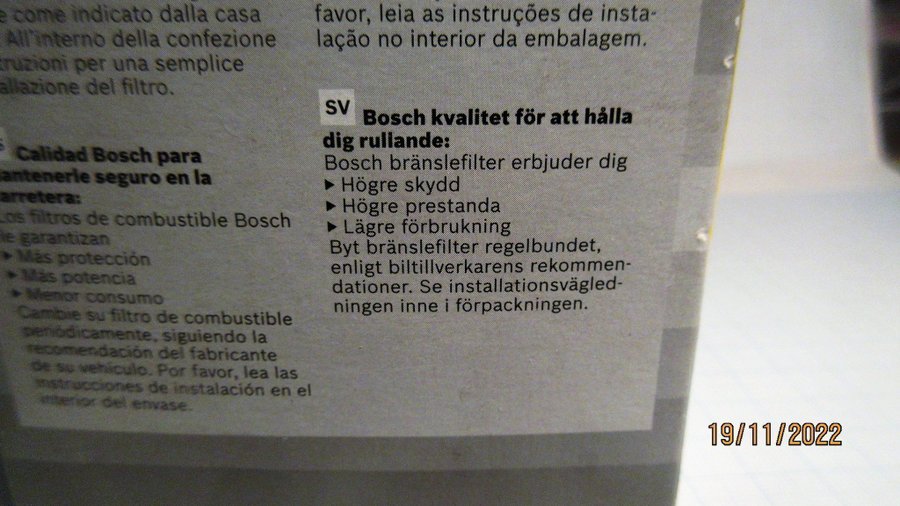 e come indicato dalla casa
All'interno della confezione
truzioni per una semplice
allazione del filtro.
Calidad Bosch para
antenerle seguro en la
arretera:
Los filtros de combustible Bosch
le garantizan
▸ Más protección
▸ Más potencia
▸ Menor consumo
Cambie su filtro de combustible
periódicamente, siguiendo la
recomendación del fabricante
de su vehículo. Por favor, lea las
instrucciones de instalación en el
interior del envase.
favor, leia as instruções de insta-
lação no interior da embalagem.
SV Bosch kvalitet för att hålla
dig rullande:
Bosch bränslefilter erbjuder dig
▸ Högre skydd
▸ Högre prestanda
▸ Lägre förbrukning
Byt bränslefilter regelbundet,
enligt biltillverkarens rekommen-
dationer. Se installationsvägled-
ningen inne i förpackningen.
19/11/2022